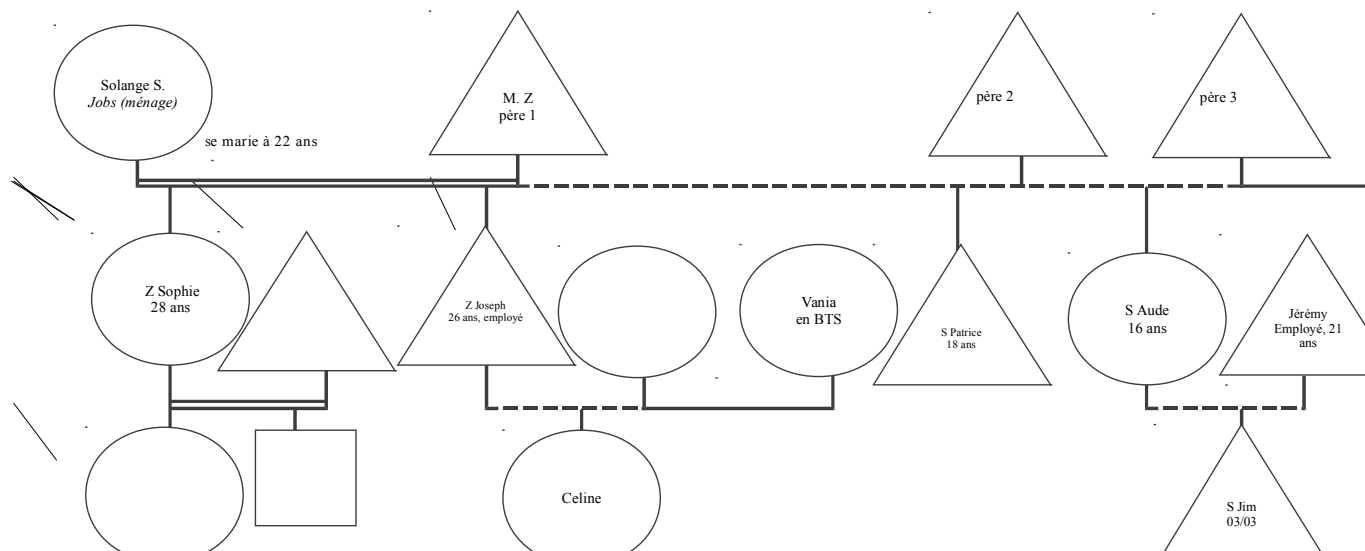 Solange S.
Jobs (ménage)
M. Z
père 1
père 2
père 3
se marie à 22 ans
Z Sophie
28 ans
Z Joseph
26 ans, employé
Vania
en BTS
S Patrice
18 ans
S Aude
16 ans
Jérémy
Employé, 21
ans
Celine
S Jim
03/03